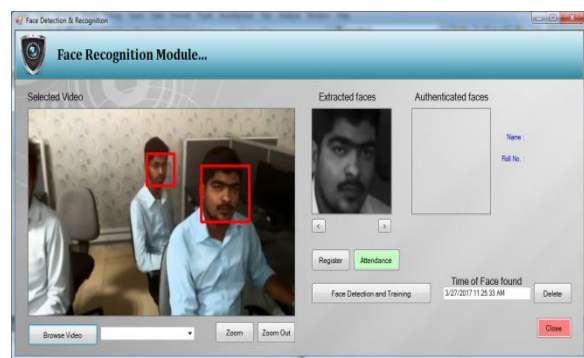 Face Detection & Recognition
Face Recognition Module...
Selected Video
Extracted faces
Authenticated faces
Name :
Roll No. :
<
>
Register
Attendance
Time of Face found
Face Detection and Training
3/27/2017 11:25:33 AM
Delete
Browse Video
Zoom
Zoom Out
Close